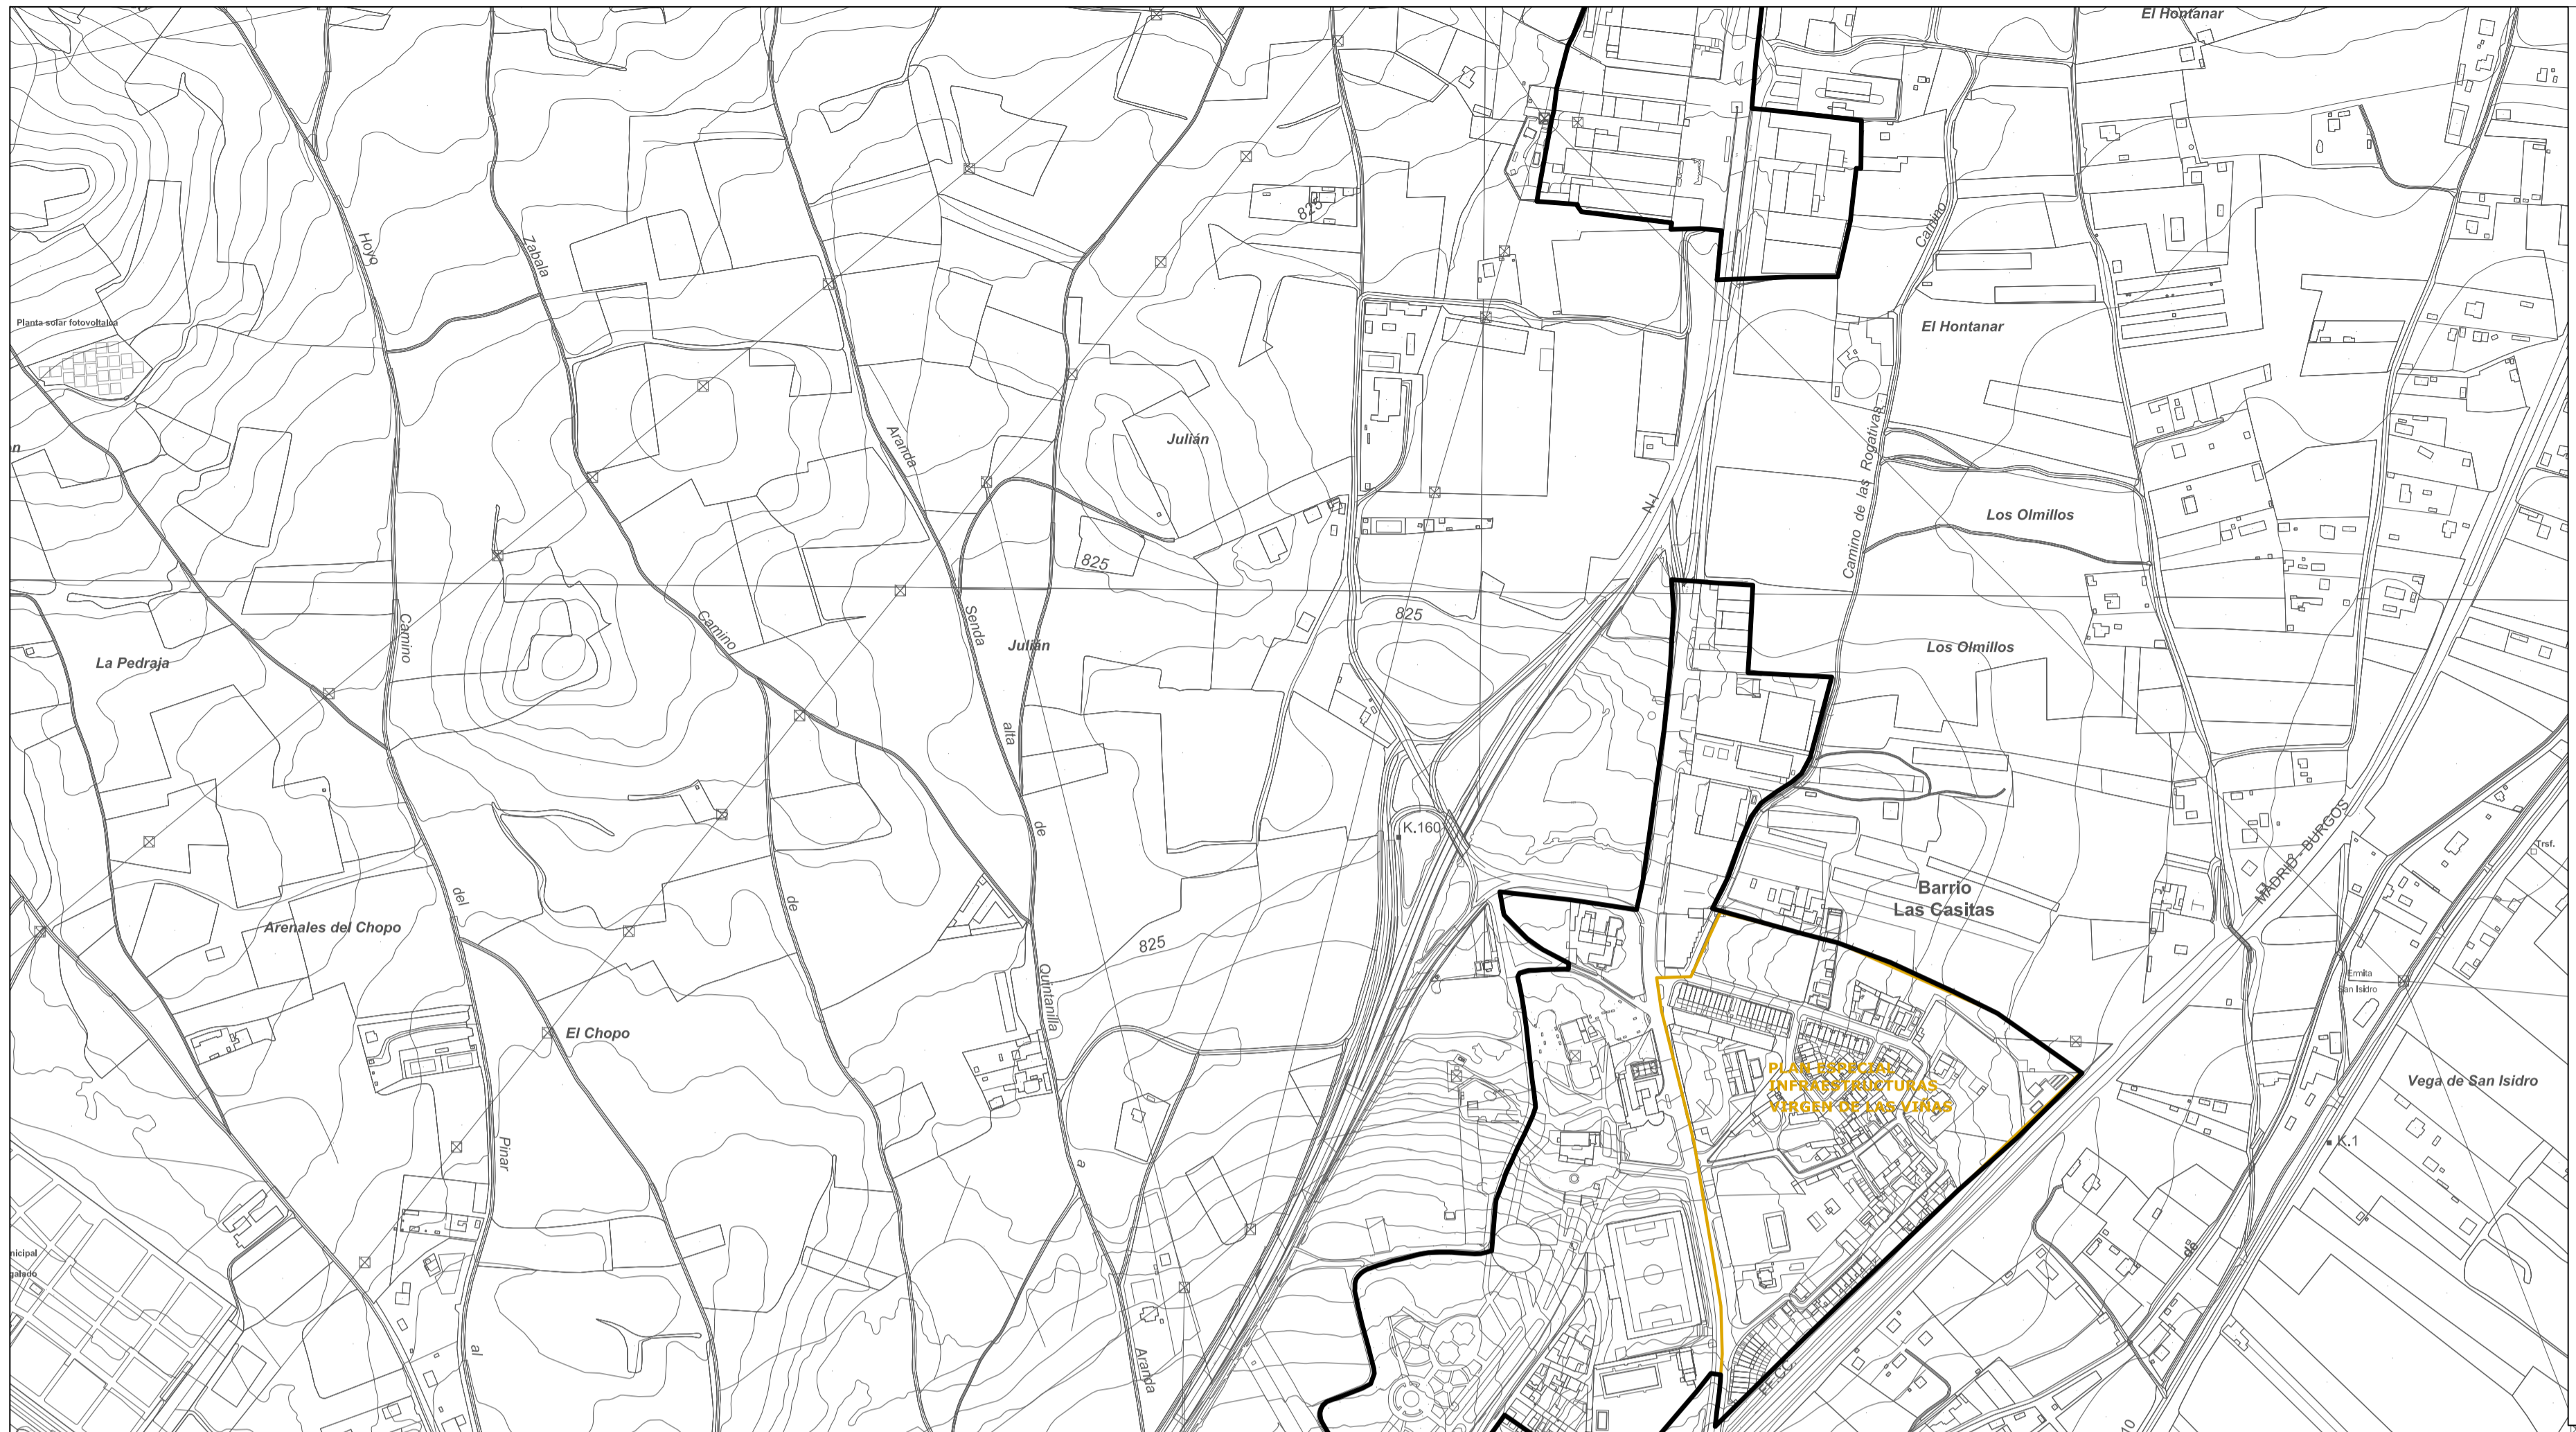 El Hontanar
825
Camino
Hoyo
Zabala
Planta solar fotovoltaica
El Hontanar
Julián
Aranda
Camino de las Rogativas
N-I
Los Olmillos
825
825
Camino
Camino
Senda
Julián
Los Olmillos
La Pedraja
alta
de
K.160
MADRID - BURGOS
Trsf.
Barrio
Las Casitas
del
de
Arenales del Chopo
825
Quintanilla
Ermita
San Isidro
El Chopo
PLAN ESPECIAL
INFRAESTRUCTURAS
VIRGEN DE LAS VIÑAS
Vega de San Isidro
K.1
Pinar
a
de
al
Aranda